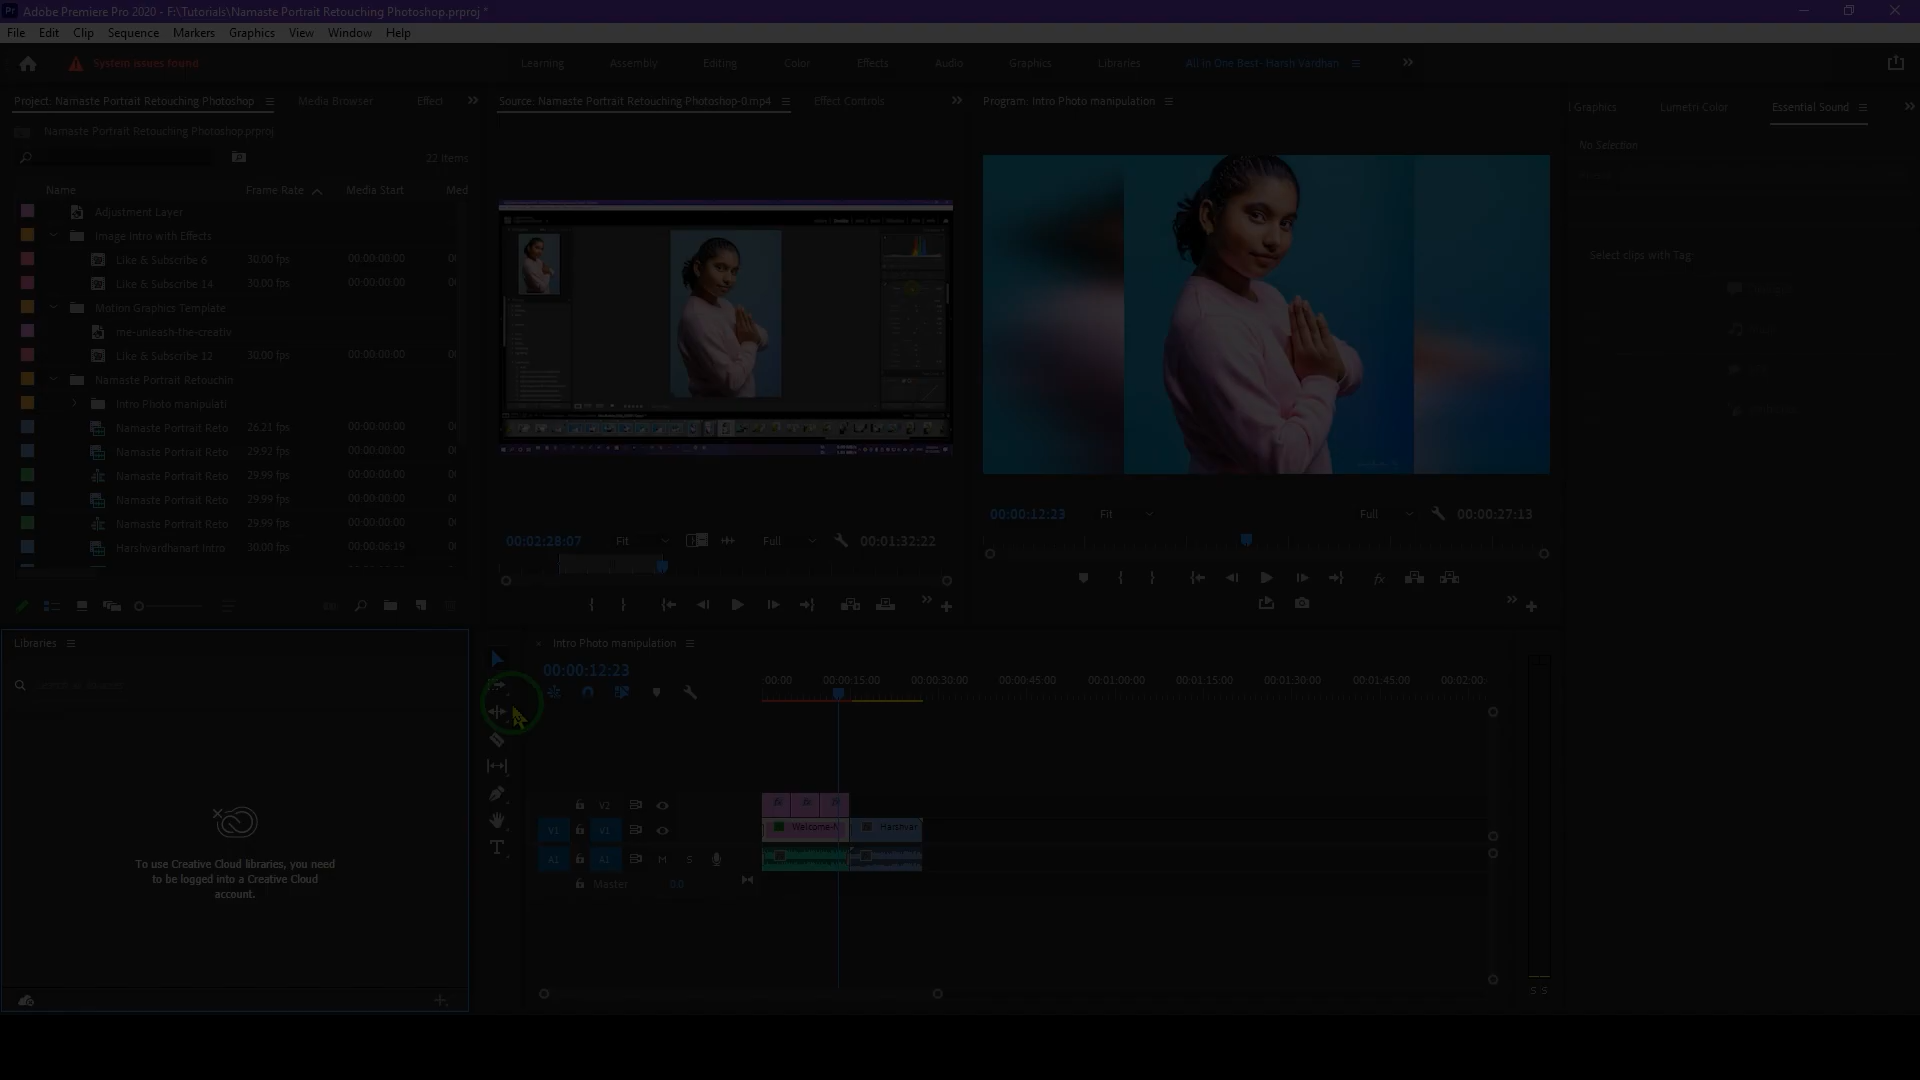 Adobe Premiere Pro 2020 - F:\Tutorials\Namaste Portrait Retouching Photoshop.prproj *
File Edit Clip Sequence Markers Graphics View Window Help
System issues found
Learning Assembly Editing Color Effects Audio Graphics Libraries All In One Best- Harsh Vardhan
Project: Namaste Portrait Retouching Photoshop Media Browser Effect
Source: Namaste Portrait Retouching Photoshop-0.mp4 Effect Controls
Program: Intro Photo manipulation
l Graphics Lumetri Color Essential Sound
Namaste Portrait Retouching Photoshop.prproj
No Selection
22 Items
Name Frame Rate Media Start Med
Adjustment Layer
Image Intro with Effects
Like & Subscribe 6 30.00 fps 00:00:00:00
Like & Subscribe 14 30.00 fps 00:00:00:00
Motion Graphics Template
me-unleash-the-creativ
Like & Subscribe 12 30.00 fps 00:00:00:00
Namaste Portrait Retouchin
Intro Photo manipulati
Namaste Portrait Reto 26.21 fps 00:00:00:00
Namaste Portrait Reto 29.92 fps 00:00:00:00
Namaste Portrait Reto 29.99 fps 00:00:00:00
Namaste Portrait Reto 29.99 fps 00:00:00:00
Namaste Portrait Reto 29.99 fps 00:00:00:00
Harshvardhanart Intro 30.00 fps 00:00:06:19
Select clips with Tag
00:02:28:07 Fit Full 00:01:32:22
00:00:12:23 Fit Full 00:00:27:13
Libraries
To use Creative Cloud libraries, you need
to be logged into a Creative Cloud
account.
Intro Photo manipulation
00:00:12:23
00:00 00:00:15:00 00:00:30:00 00:00:45:00 00:01:00:00 00:01:15:00 00:01:30:00 00:01:45:00 00:02:00:
V2
V1 V1 Welcome-A Harshvar
A1 A1 M S
Master 0.0
S S